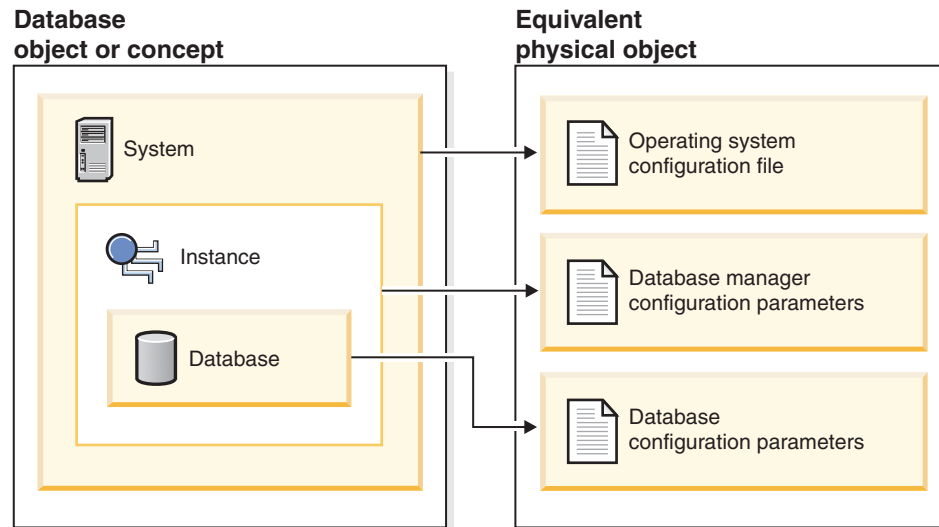 Database
object or concept
Equivalent
physical object
System
Instance
Database
Operating system
configuration file
Database manager
configuration parameters
Database
configuration parameters